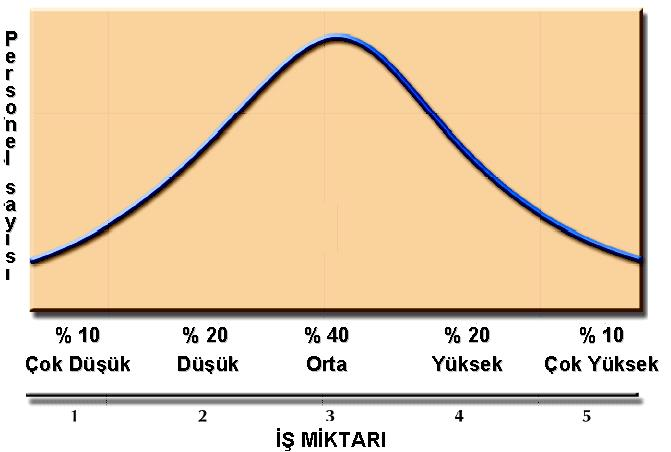 Personel sayısı
% 10 % 20 % 40 % 20 % 10
Çok Düşük Düşük Orta Yüksek Çok Yüksek
1 2 3 4 5
İŞ MİKTARI